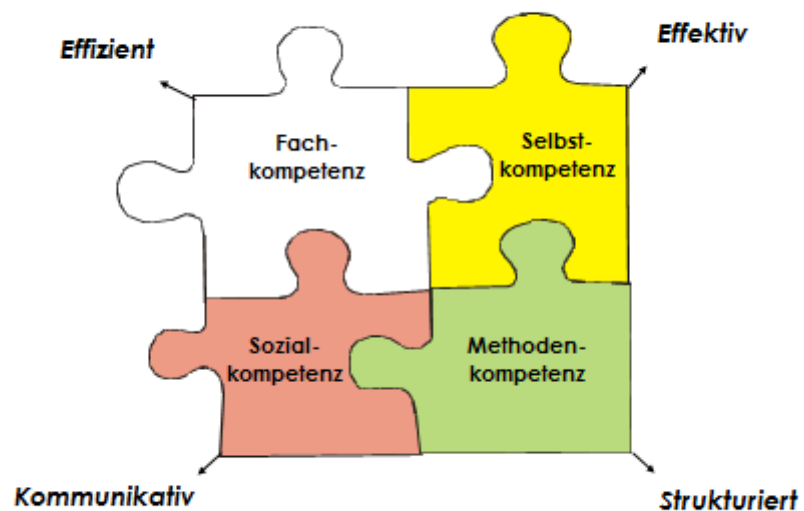 Effizient
Effektiv
Fach-
kompetenz
Selbst-
kompetenz
Sozial-
kompetenz
Methoden-
kompetenz
Kommunikativ
Strukturiert